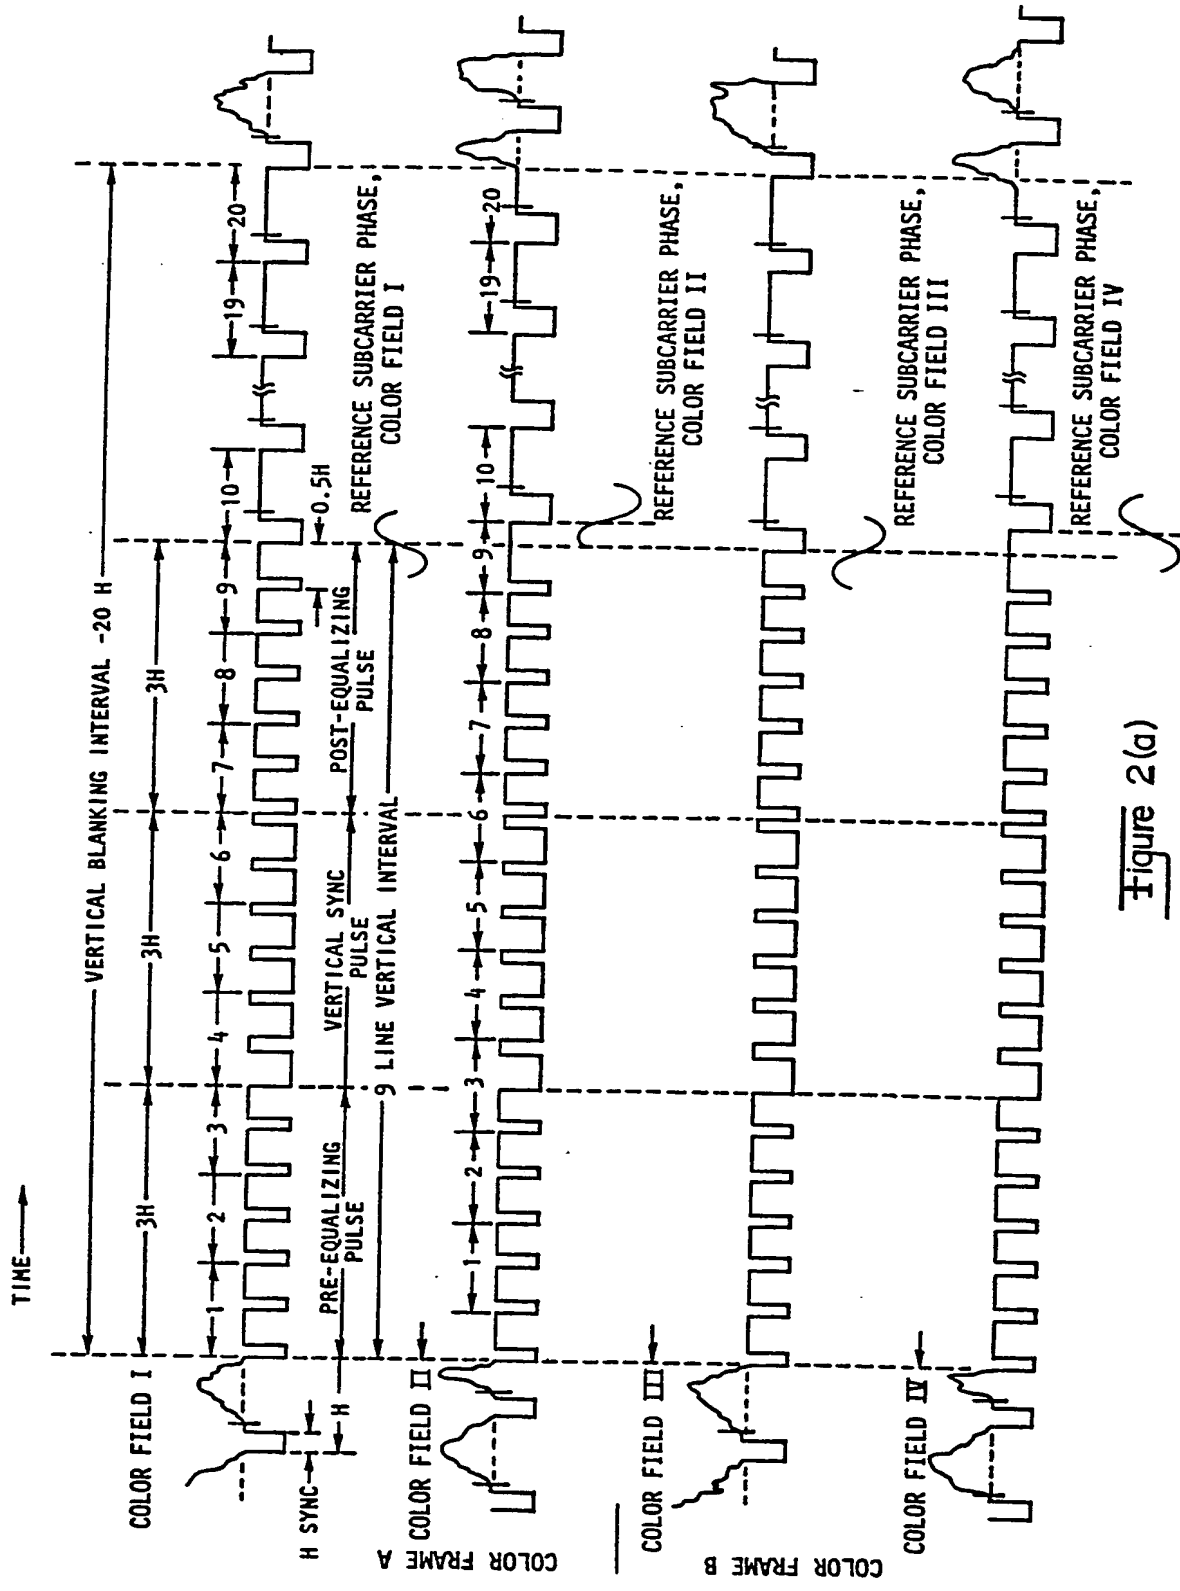 TIME
VERTICAL BLANKING INTERVAL -20 H
3H
3H
3H
COLOR FIELD I
1
2
3
4
5
6
7
8
9
10
19
20
H SYNC
H
PRE-EQUALIZING
PULSE
VERTICAL SYNC
PULSE
POST-EQUALIZING
PULSE
0.5H
9 LINE VERTICAL INTERVAL
REFERENCE SUBCARRIER PHASE,
COLOR FIELD I
COLOR FRAME A
COLOR FIELD II
1
2
3
4
5
6
7
8
9
10
19
20
REFERENCE SUBCARRIER PHASE,
COLOR FIELD II
COLOR FRAME B
COLOR FIELD III
REFERENCE SUBCARRIER PHASE,
COLOR FIELD III
COLOR FIELD IV
REFERENCE SUBCARRIER PHASE,
COLOR FIELD IV
Figure 2(a)